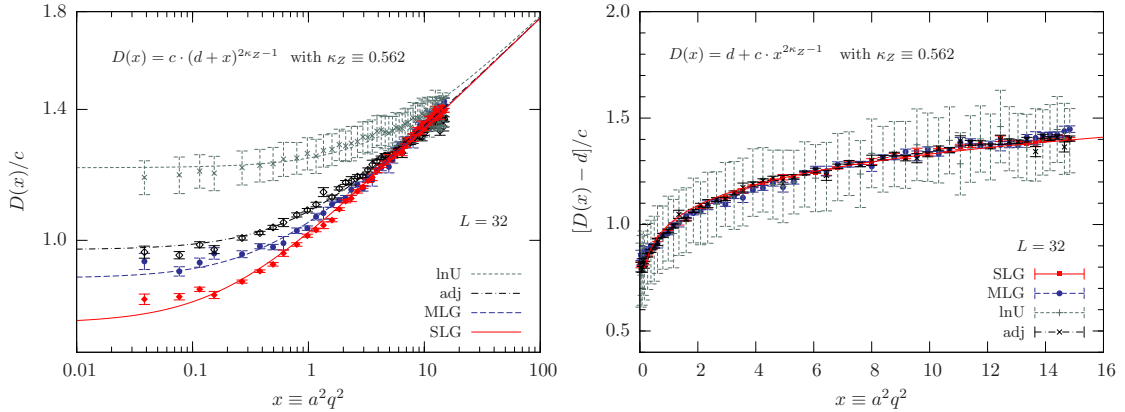 1.8
1.4
1.0
D(x)/c
D(x) = c · (d + x)^{2κ_Z−1} with κ_Z ≡ 0.562
L = 32
lnU
adj
MLG
SLG
0.01
0.1
1
10
100
x ≡ a²q²
2.0
1.5
1.0
0.5
[D(x) − d]/c
D(x) = d + c · x^{2κ_Z−1} with κ_Z ≡ 0.562
L = 32
SLG
MLG
lnU
adj
0
2
4
6
8
10
12
14
16
x ≡ a²q²